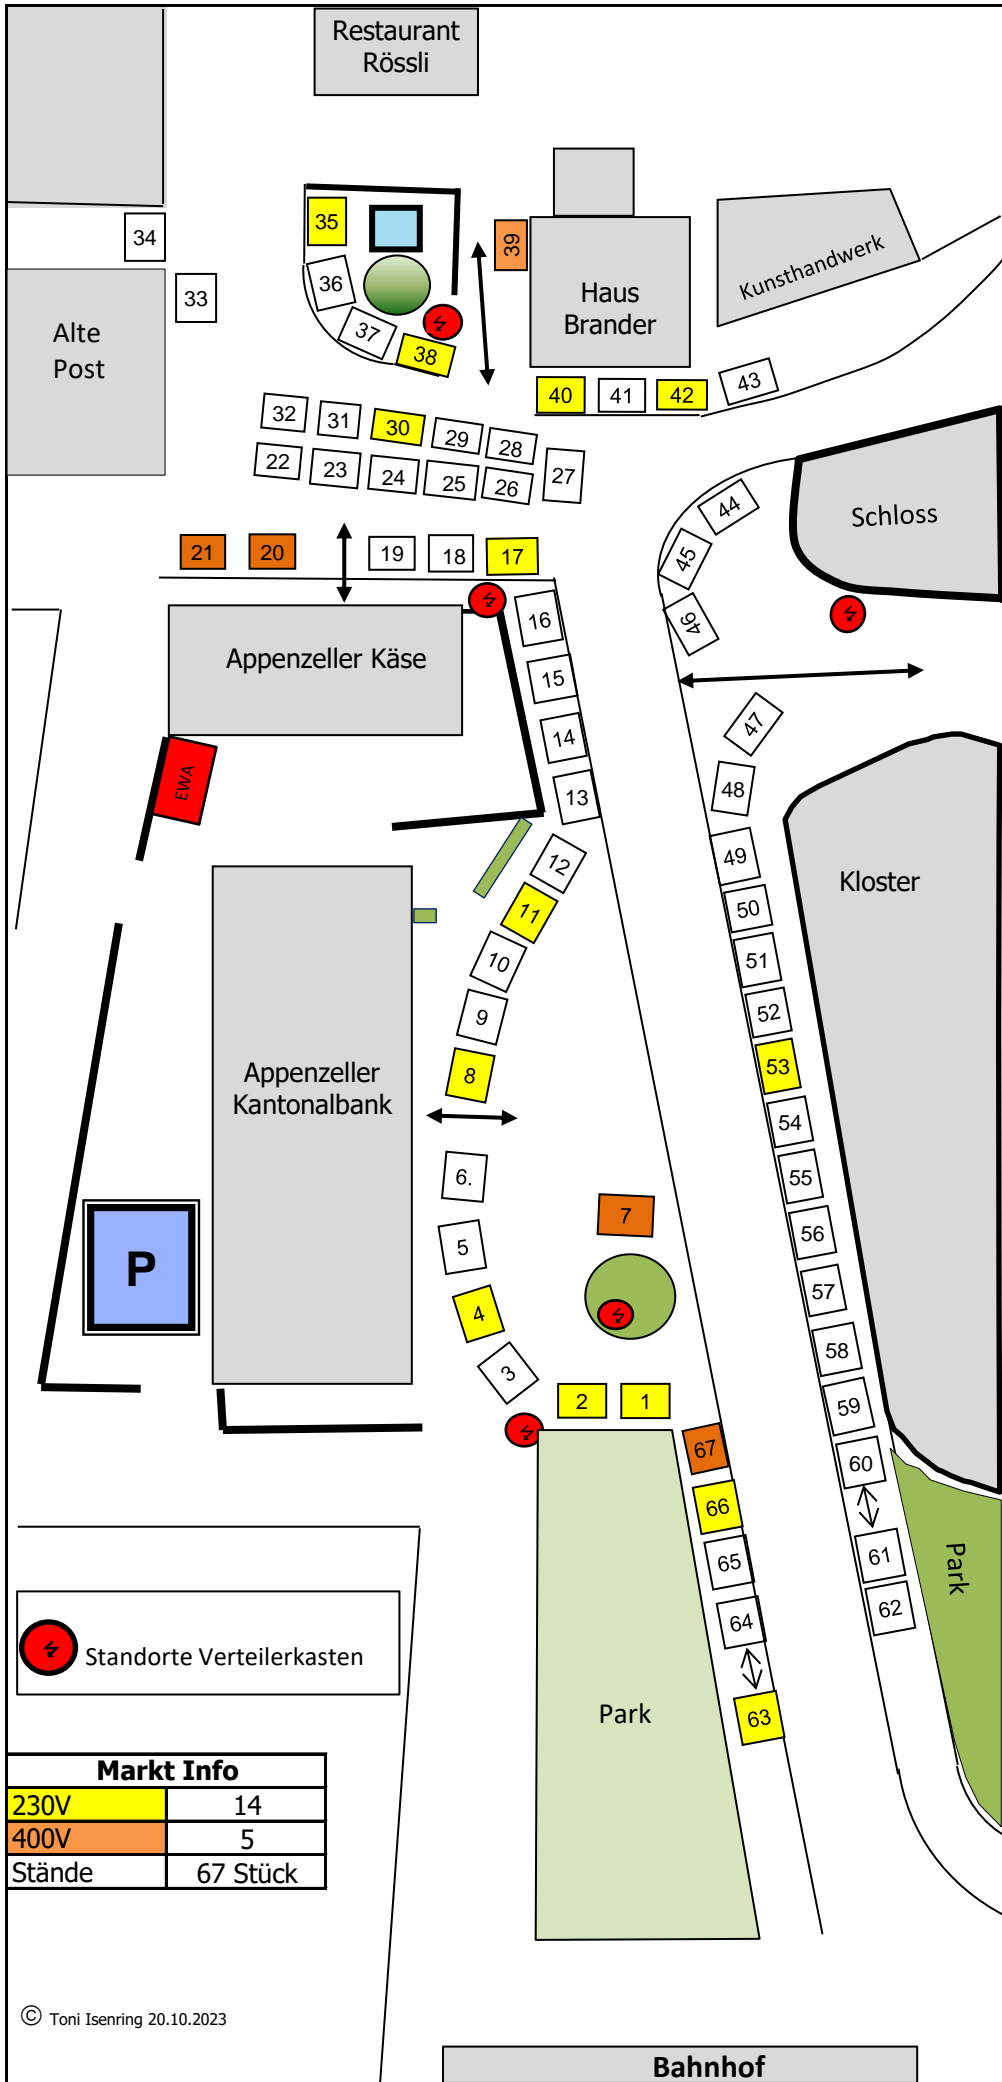 Restaurant
Rössli
34
35
39
33
36
Haus
Brander
Kunsthandwerk
Alte
Post
37
38
40
41
42
43
32
31
30
29
28
22
23
24
25
26
27
44
Schloss
21
20
19
18
17
45
16
46
Appenzeller Käse
15
14
47
EWA
13
48
12
49
Kloster
11
50
10
51
9
52
8
53
Appenzeller
Kantonalbank
54
6.
55
7
56
5
P
57
4
58
3
2
1
59
67
60
66
65
61
Park
64
62
Standorte Verteilerkasten
Park
63
Markt Info
230V 14
400V 5
Stände 67 Stück
© Toni Isenring 20.10.2023
Bahnhof